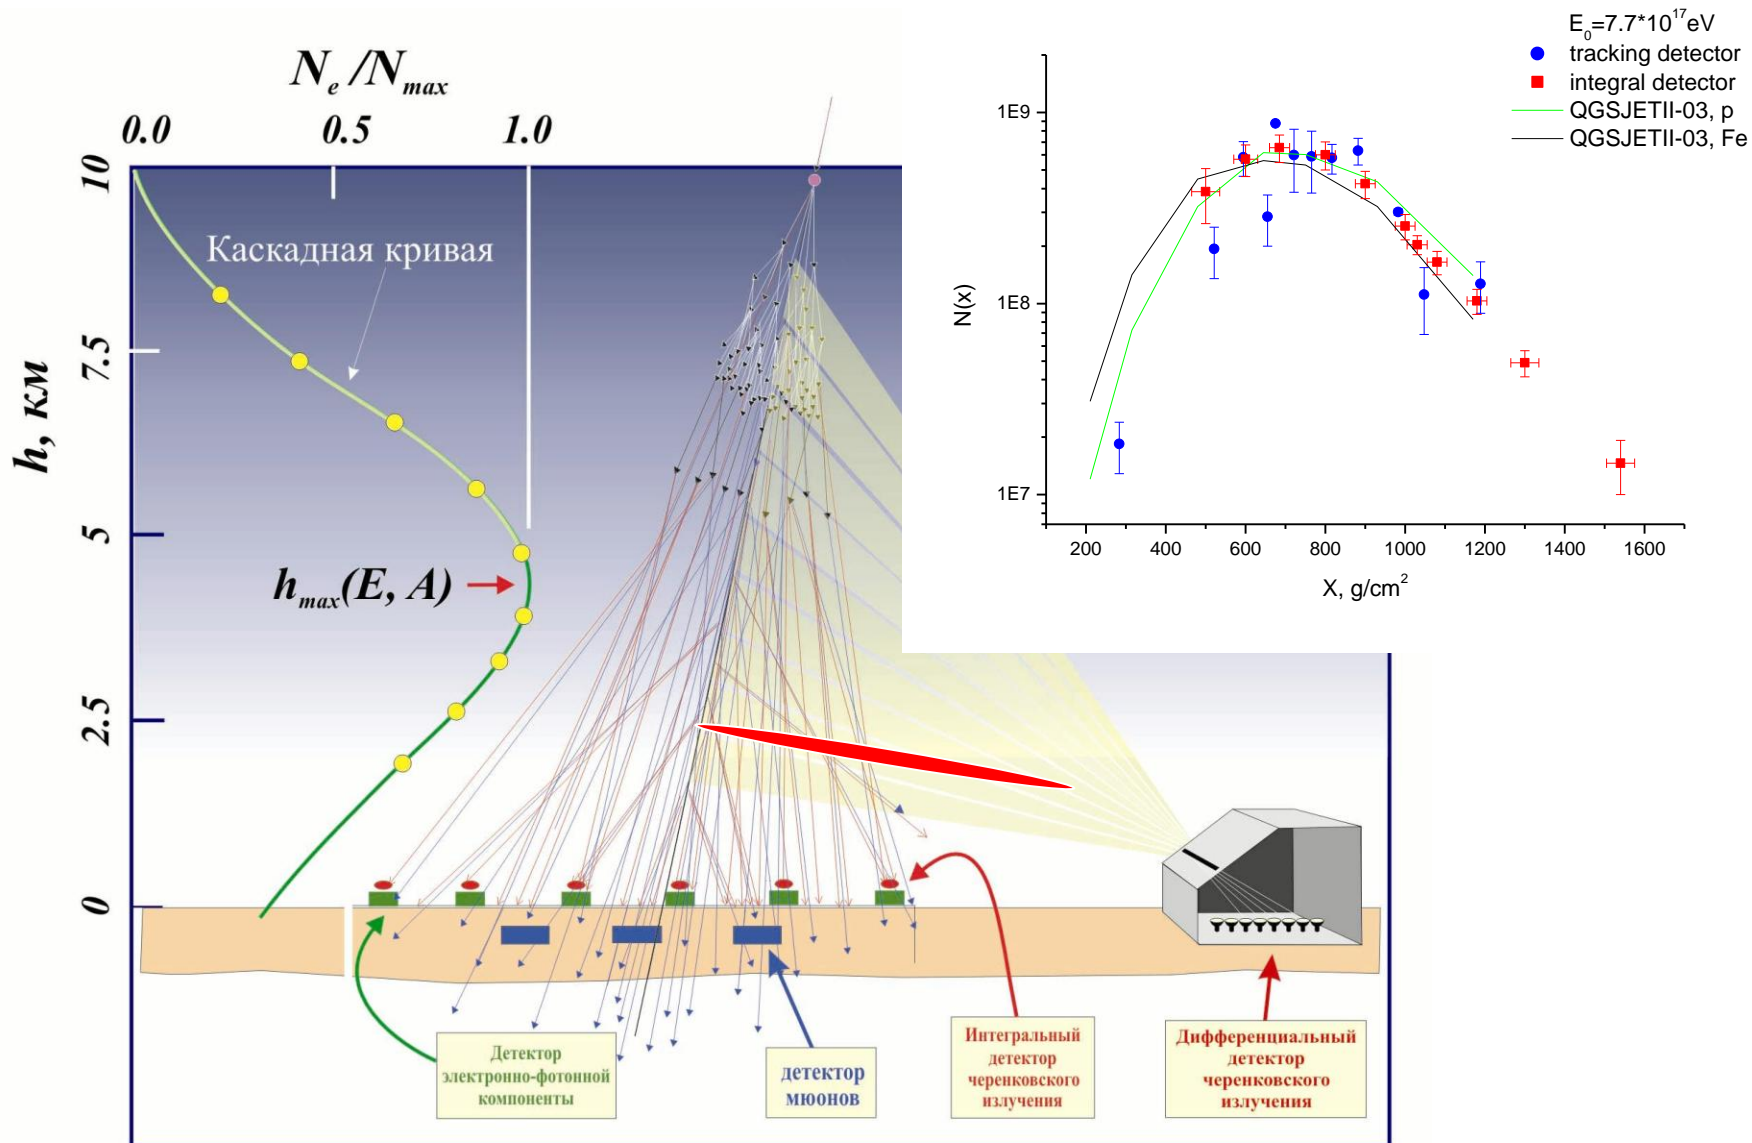 N_e /N_max
0.0 0.5 1.0
10
7.5
5
2.5
0
h, км
Каскадная кривая
h_max(E, A)
E_0=7.7*10^17eV
tracking detector
integral detector
QGSJETII-03, p
QGSJETII-03, Fe
1E9
1E8
1E7
N(x)
200 400 600 800 1000 1200 1400 1600
X, g/cm^2
Детектор
электронно-фотонной
компоненты
детектор
мюонов
Интегральный
детектор
черенковского
излучения
Дифференциальный
детектор
черенковского
излучения